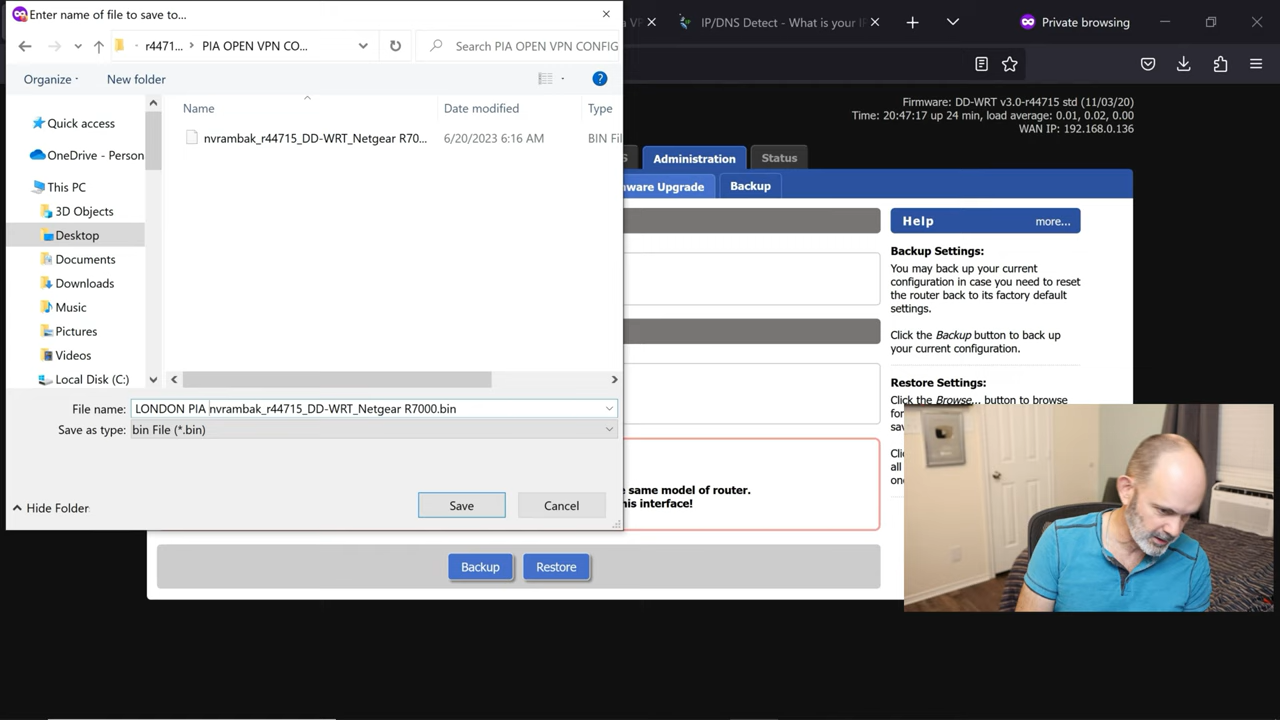 Enter name of file to save to...
IP/DNS Detect - What is your
Private browsing
r4471...
PIA OPEN VPN CO...
Search PIA OPEN VPN CONFIG
Organize
New folder
Firmware: DD-WRT v3.0-r44715 std (11/03/20)
Time: 20:47:17 up 24 min, load average: 0.01, 0.02, 0.00
WAN IP: 192.168.0.136
Name
Date modified
Type
nvrambak_r44715_DD-WRT_Netgear R70...
6/20/2023 6:16 AM
BIN Fi
Quick access
OneDrive - Person
This PC
3D Objects
Desktop
Documents
Downloads
Music
Pictures
Videos
Local Disk (C:)
Administration
Status
ware Upgrade
Backup
Help
more...
Backup Settings:
You may back up your current
configuration in case you need to reset
the router back to its factory default
settings.
Click the Backup button to back up
your current configuration.
Restore Settings:
Click the Browse... button to browse
File name:
LONDON PIA nvrambak_r44715_DD-WRT_Netgear R7000.bin
Save as type:
bin File (*.bin)
Hide Folder
Save
Cancel
same model of router.
his interface!
Backup
Restore